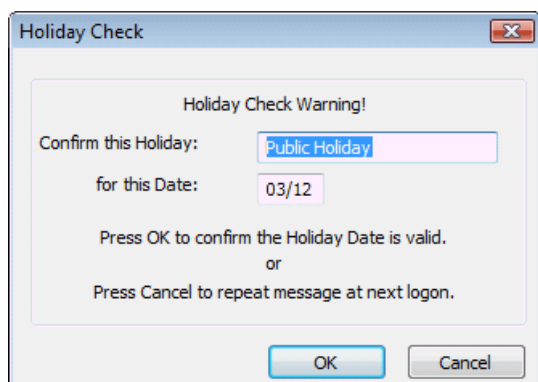 Holiday Check
Holiday Check Warning!
Confirm this Holiday: Public Holiday
for this Date: 03/12
Press OK to confirm the Holiday Date is valid.
or
Press Cancel to repeat message at next logon.
OK Cancel